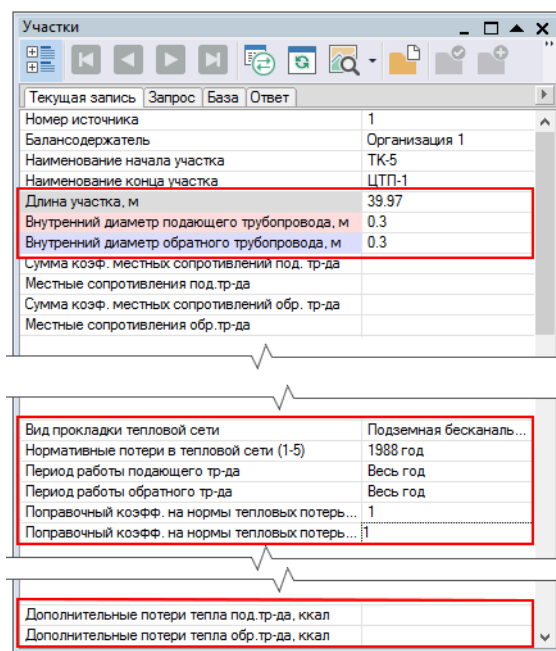 Участки
Текущая запись Запрос База Ответ
Номер источника 1
Балансодержатель Организация 1
Наименование начала участка ТК-5
Наименование конца участка ЦТП-1
Длина участка, м 39.97
Внутренний диаметр подающего трубопровода, м 0.3
Внутренний диаметр обратного трубопровода, м 0.3
Сумма коэф. местных сопротивлений под. тр-да
Местные сопротивления под.тр-да
Сумма коэф. местных сопротивлений обр. тр-да
Местные сопротивления обр.тр-да
Вид прокладки тепловой сети Подземная бесканаль...
Нормативные потери в тепловой сети (1-5) 1988 год
Период работы подающего тр-да Весь год
Период работы обратного тр-да Весь год
Поправочный коэфф. на нормы тепловых потерь... 1
Поправочный коэфф. на нормы тепловых потерь... 1
Дополнительные потери тепла под.тр-да, ккал
Дополнительные потери тепла обр.тр-да, ккал